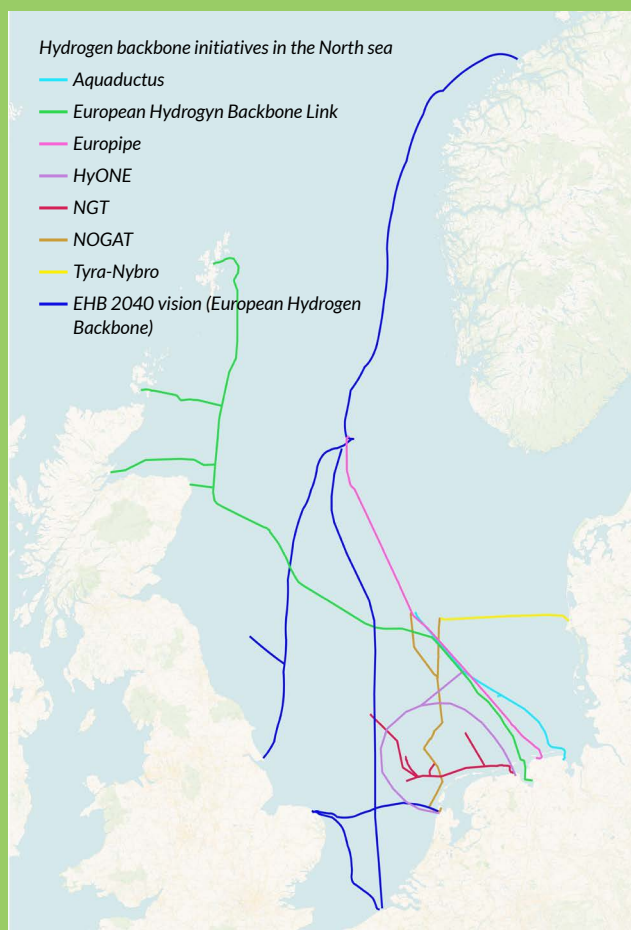 Hydrogen backbone initiatives in the North sea
Aquaductus
European Hydrogyn Backbone Link
Europipe
HyONE
NGT
NOGAT
Tyra-Nybro
EHB 2040 vision (European Hydrogen
Backbone)